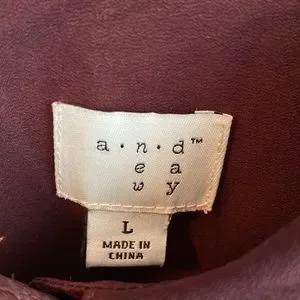 a · n · d™
e a
w y
L
MADE IN
CHINA